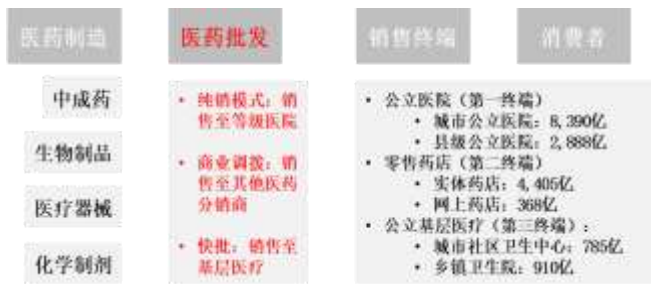 医药制造
医药批发
销售终端
消费者
中成药
生物制品
医疗器械
化学制剂
• 纯销模式：销
售至等级医院
• 商业调拨：销
售至其他医药
分销商
• 快批：销售至
基层医疗
• 公立医院（第一终端）
• 城市公立医院：8,390亿
• 县级公立医院：2,888亿
• 零售药店（第二终端）
• 实体药店：4,405亿
• 网上药店：368亿
• 公立基层医疗（第三终端）：
• 城市社区卫生中心：785亿
• 乡镇卫生院：910亿